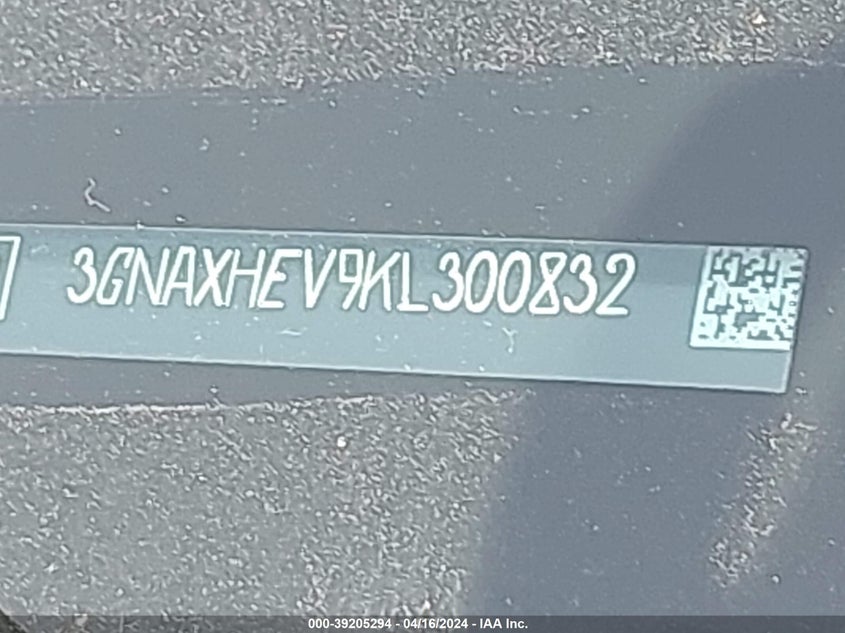 3GNAXHEV9KL300832
000-39205294 - 04/16/2024 - IAA Inc.